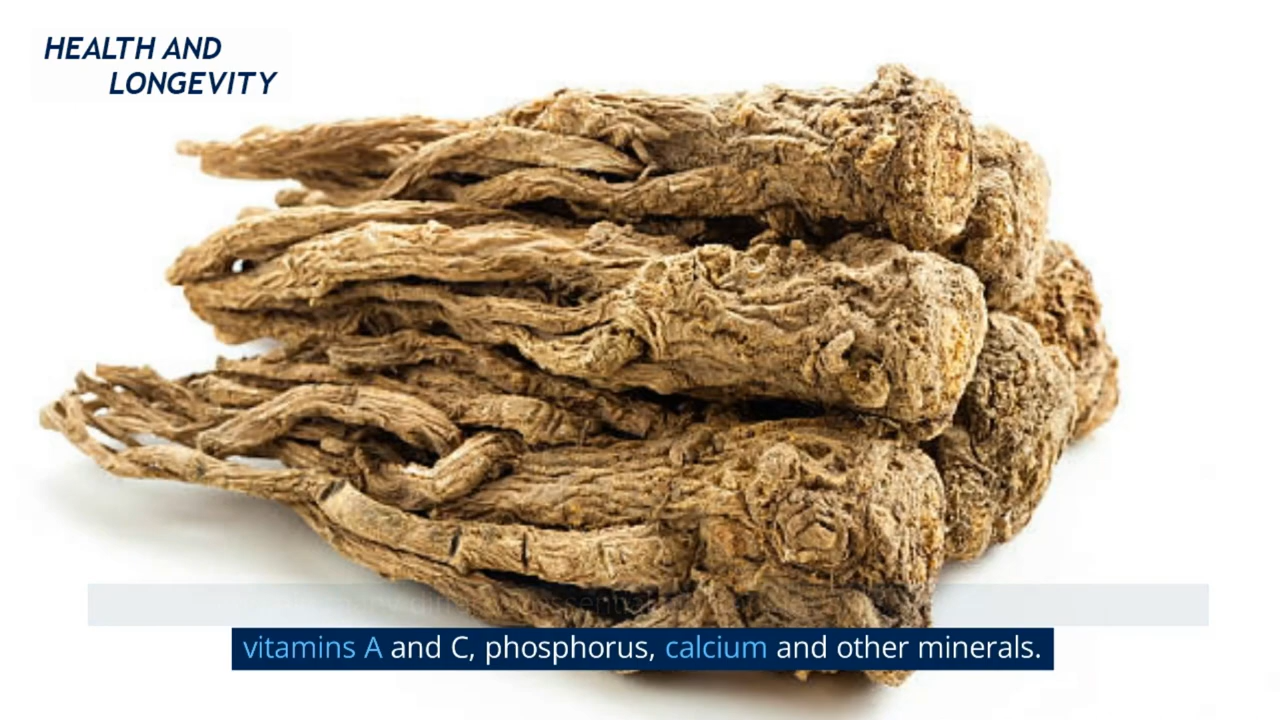 HEALTH AND
LONGEVITY
vitamins A and C, phosphorus, calcium and other minerals.